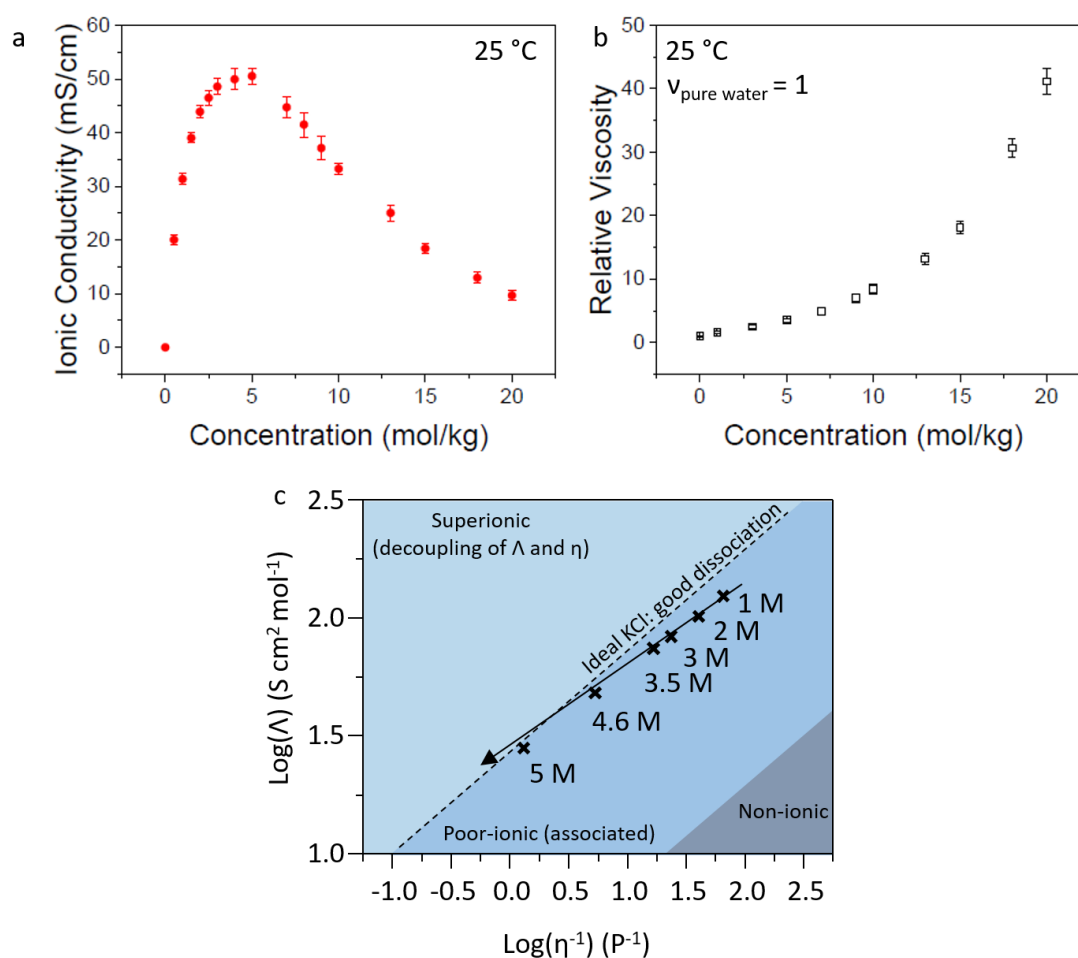 a
60
50
40
30
20
10
0
Ionic Conductivity (mS/cm)
25 °C
0 5 10 15 20
Concentration (mol/kg)
b
50
40
30
20
10
0
Relative Viscosity
25 °C
νpure water = 1
0 5 10 15 20
Concentration (mol/kg)
c
2.5
2.0
1.5
1.0
Log(Λ) (S cm² mol⁻¹)
Superionic
(decoupling of Λ and η)
Ideal KCl: good dissociation
1 M
2 M
3 M
3.5 M
4.6 M
5 M
Non-ionic
Poor-ionic (associated)
-1.0 -0.5 0.0 0.5 1.0 1.5 2.0 2.5
Log(η⁻¹) (P⁻¹)